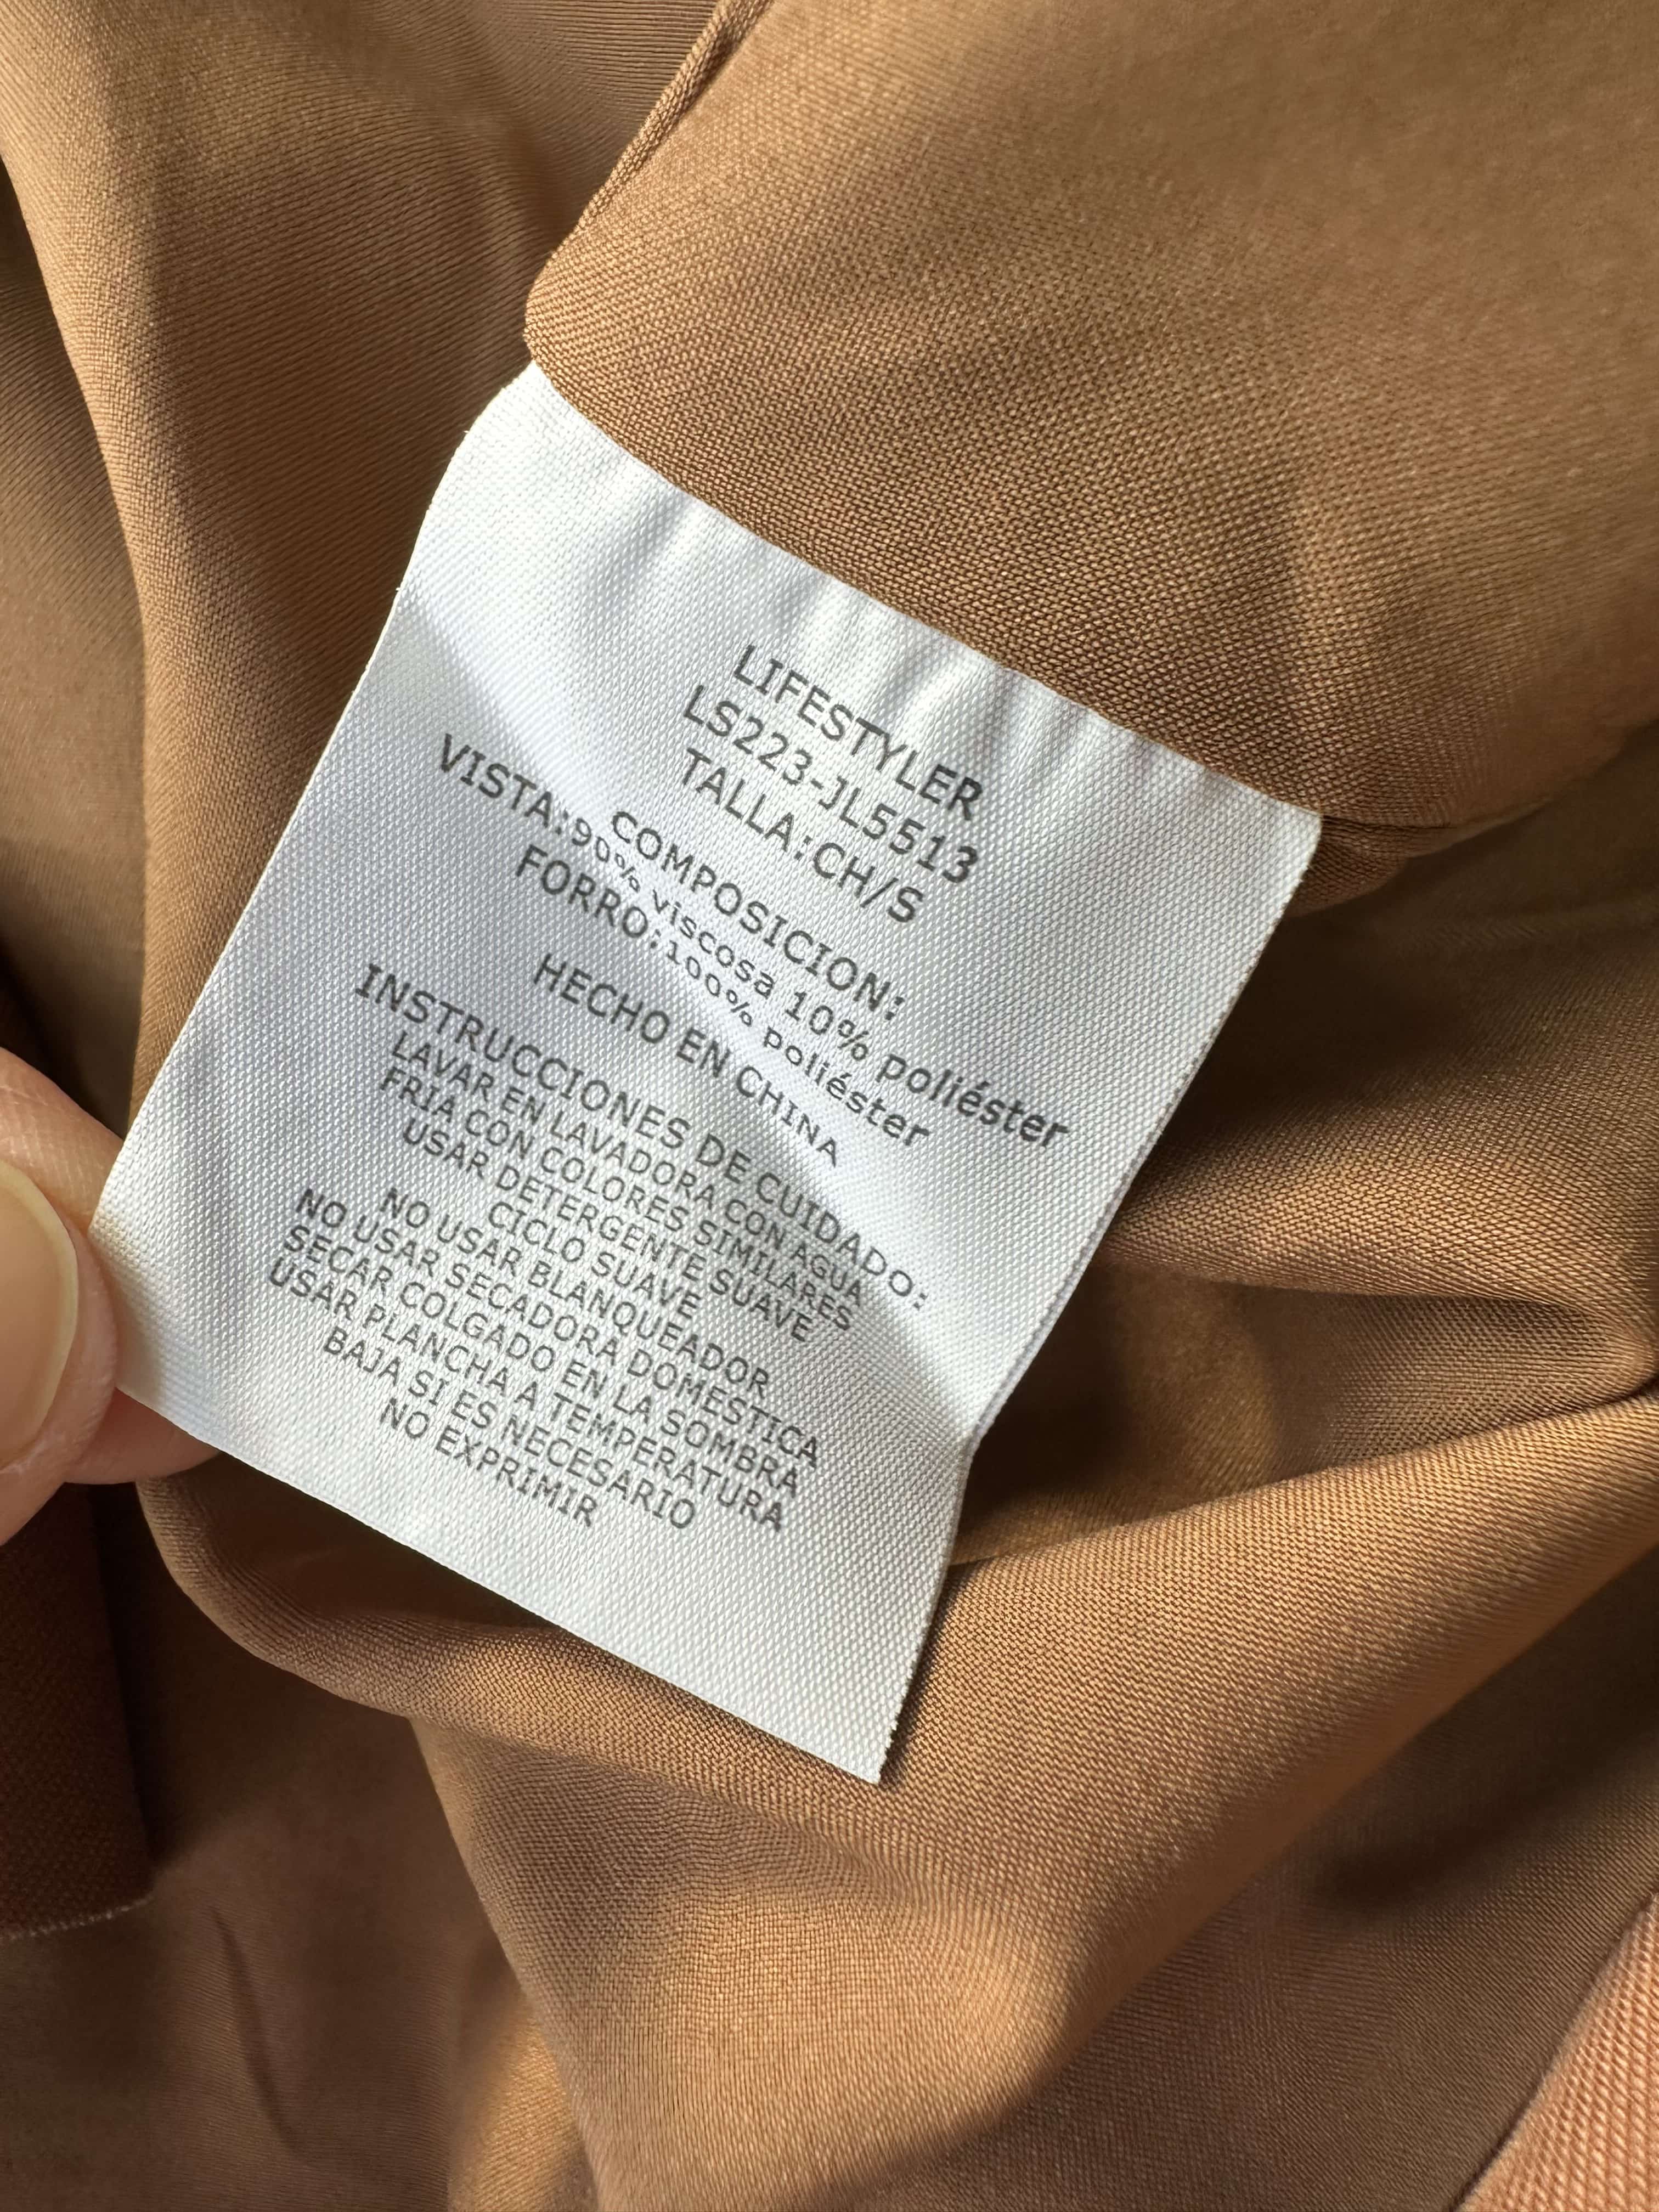 LIFESTYLER
LS223-JL5513
TALLA:CH/S
COMPOSICION:
VISTA:90% viscosa 10% poliéster
FORRO:100% poliéster
HECHO EN CHINA
INSTRUCCIONES DE CUIDADO:
LAVAR EN LAVADORA CON AGUA
FRIA CON COLORES SIMILARES
USAR DETERGENTE SUAVE
CICLO SUAVE
NO USAR BLANQUEADOR
NO USAR SECADORA DOMESTICA
SECAR COLGADO EN LA SOMBRA
USAR PLANCHA A TEMPERATURA
BAJA SI ES NECESARIO
NO EXPRIMIR